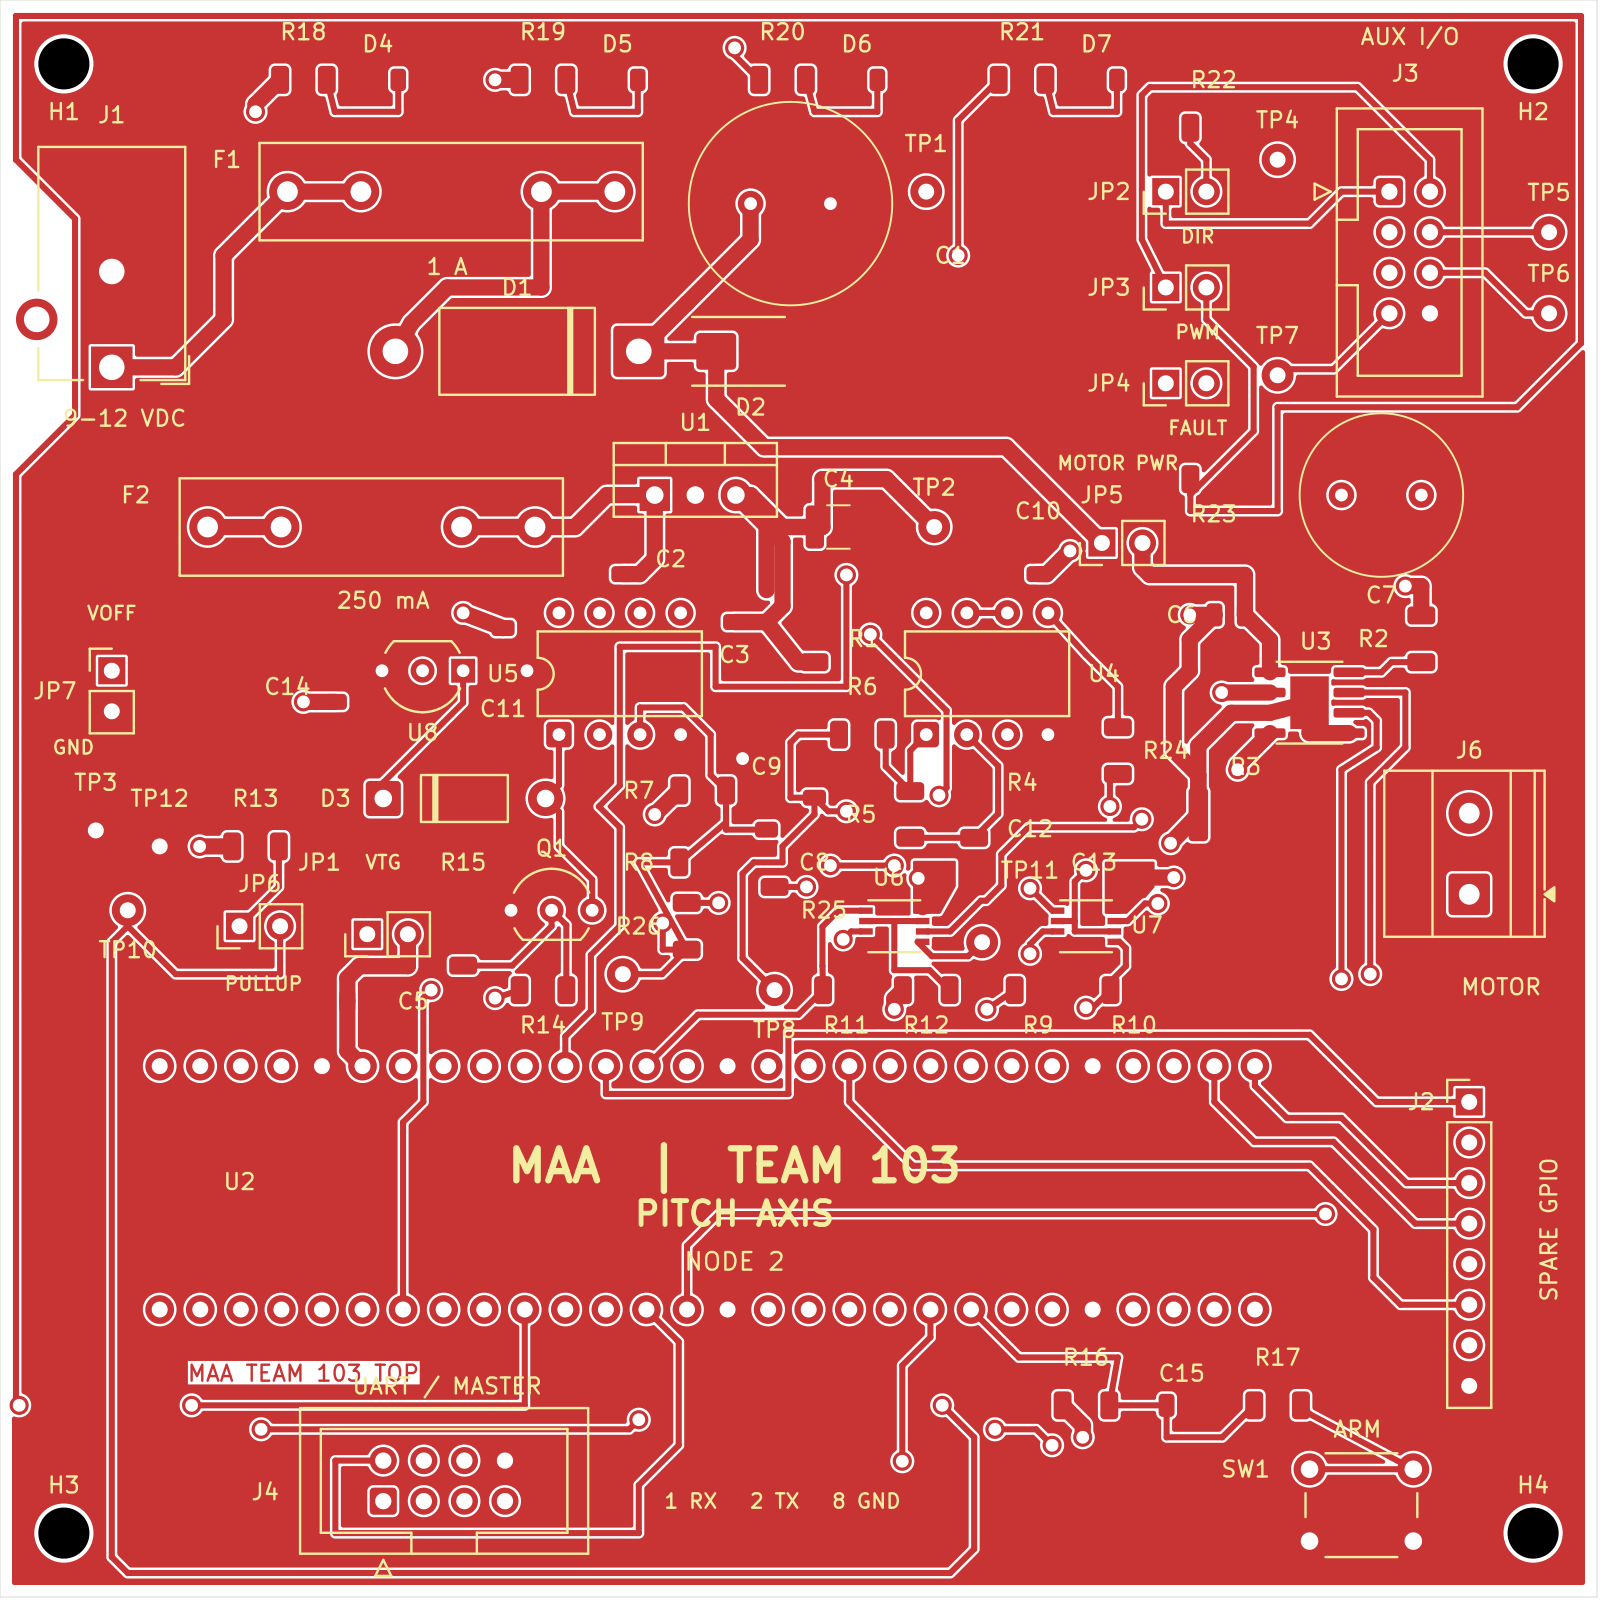 R18 D4 R19 D5 R20 D6 R21 D7 AUX I/O
J3
R22
H1 J1 H2
TP4
F1 TP1
JP2 TP5
DIR
1 A C1
D1 JP3 TP6
PWM
TP7
JP4
9-12 VDC D2
U1 FAULT
MOTOR PWR
F2 C4 TP2 JP5
C10 R23
C2
250 mA C7
VOFF C6
R1 R2 U3
C3
JP7 C14 U5 R6 U4
C11
U8
GND R24 J6
C9 R3
TP3 R7 R4
TP12 R13 D3 R5
C12
Q1
JP1 VTG R15 R8 C8 TP11 C13
JP6 U6
R25
R26 U7
TP10
PULLUP MOTOR
C5
R14 TP9 TP8 R11 R12 R9 R10
J2
MAA | TEAM 103
U2
PITCH AXIS
SPARE GPIO
NODE 2
R16 R17
MAA TEAM 103 TOP
UART / MASTER C15
ARM
SW1
H3 J4 H4
1 RX 2 TX 8 GND